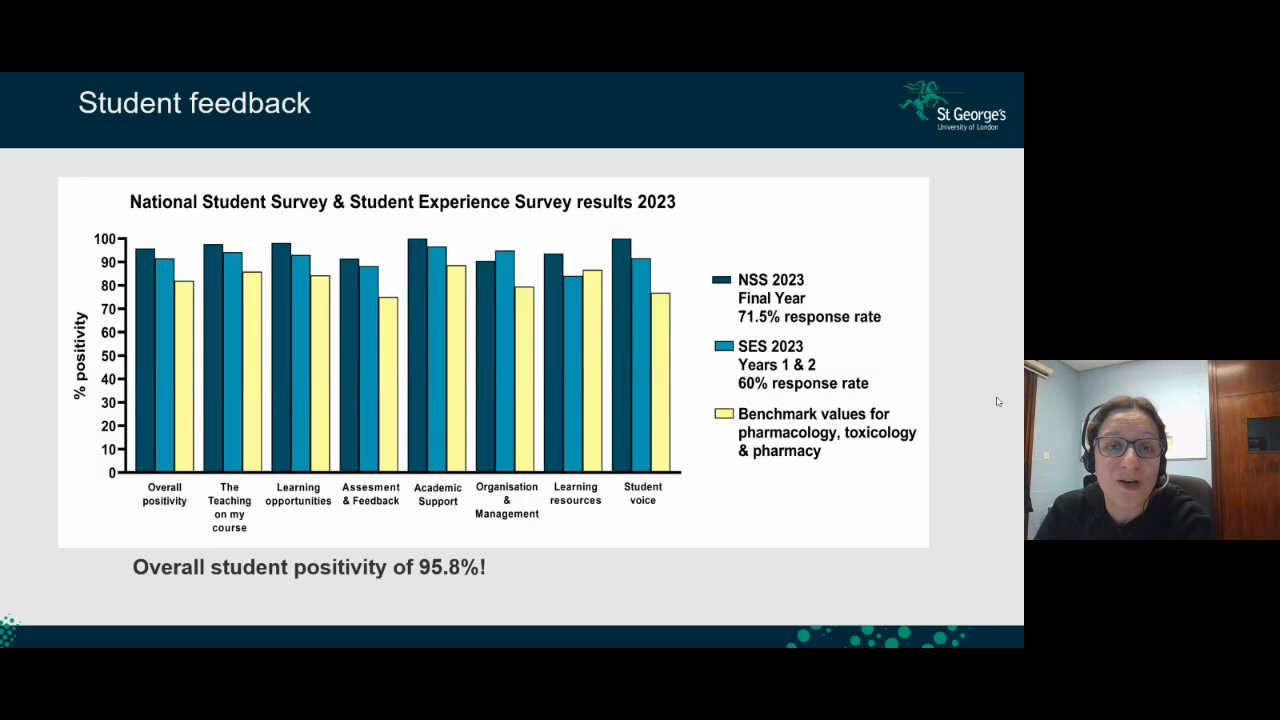 Student feedback
St George's
University of London
National Student Survey & Student Experience Survey results 2023
% positivity
100
90
80
70
60
50
40
30
20
10
0
Overall
positivity
The
Teaching
on my
course
Learning
opportunities
Assesment
& Feedback
Academic
Support
Organisation
&
Management
Learning
resources
Student
voice
NSS 2023
Final Year
71.5% response rate
SES 2023
Years 1 & 2
60% response rate
Benchmark values for
pharmacology, toxicology
& pharmacy
Overall student positivity of 95.8%!